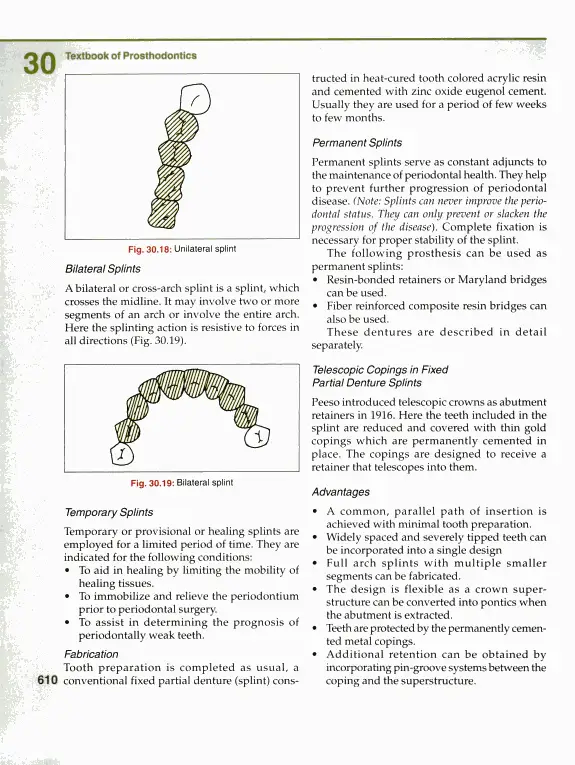 30
Textbook of Prosthodontics
Fig. 30.18: Unilateral splint
Bilateral Splints
A bilateral or cross-arch splint is a splint, which
crosses the midline. It may involve two or more
segments of an arch or involve the entire arch.
Here the splinting action is resistive to forces in
all directions (Fig. 30.19).
Fig. 30.19: Bilateral splint
Temporary Splints
Temporary or provisional or healing splints are
employed for a limited period of time. They are
indicated for the following conditions:
• To aid in healing by limiting the mobility of
healing tissues.
• To immobilize and relieve the periodontium
prior to periodontal surgery.
• To assist in determining the prognosis of
periodontally weak teeth.
Fabrication
Tooth preparation is completed as usual, a
conventional fixed partial denture (splint) cons-
610
tructed in heat-cured tooth colored acrylic resin
and cemented with zinc oxide eugenol cement.
Usually they are used for a period of few weeks
to few months.
Permanent Splints
Permanent splints serve as constant adjuncts to
the maintenance of periodontal health. They help
to prevent further progression of periodontal
disease. (Note: Splints can never improve the perio-
dontal status. They can only prevent or slacken the
progression of the disease). Complete fixation is
necessary for proper stability of the splint.
The following prosthesis can be used as
permanent splints:
• Resin-bonded retainers or Maryland bridges
can be used.
• Fiber reinforced composite resin bridges can
also be used.
These dentures are described in detail
separately.
Telescopic Copings in Fixed
Partial Denture Splints
Peeso introduced telescopic crowns as abutment
retainers in 1916. Here the teeth included in the
splint are reduced and covered with thin gold
copings which are permanently cemented in
place. The copings are designed to receive a
retainer that telescopes into them.
Advantages
• A common, parallel path of insertion is
achieved with minimal tooth preparation.
• Widely spaced and severely tipped teeth can
be incorporated into a single design
• Full arch splints with multiple smaller
segments can be fabricated.
• The design is flexible as a crown super-
structure can be converted into pontics when
the abutment is extracted.
• Teeth are protected by the permanently cemen-
ted metal copings.
• Additional retention can be obtained by
incorporating pin-groove systems between the
coping and the superstructure.